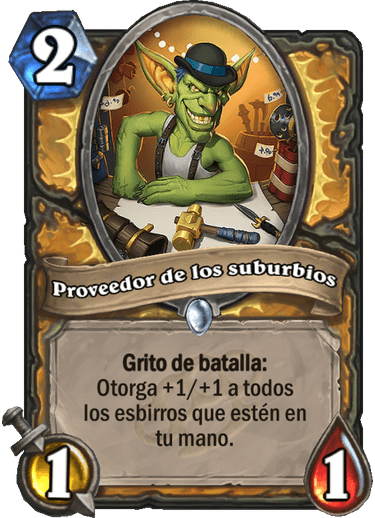 2
Proveedor de los suburbios
Grito de batalla:
Otorga +1/+1 a todos
los esbirros que estén en
tu mano.
1
1